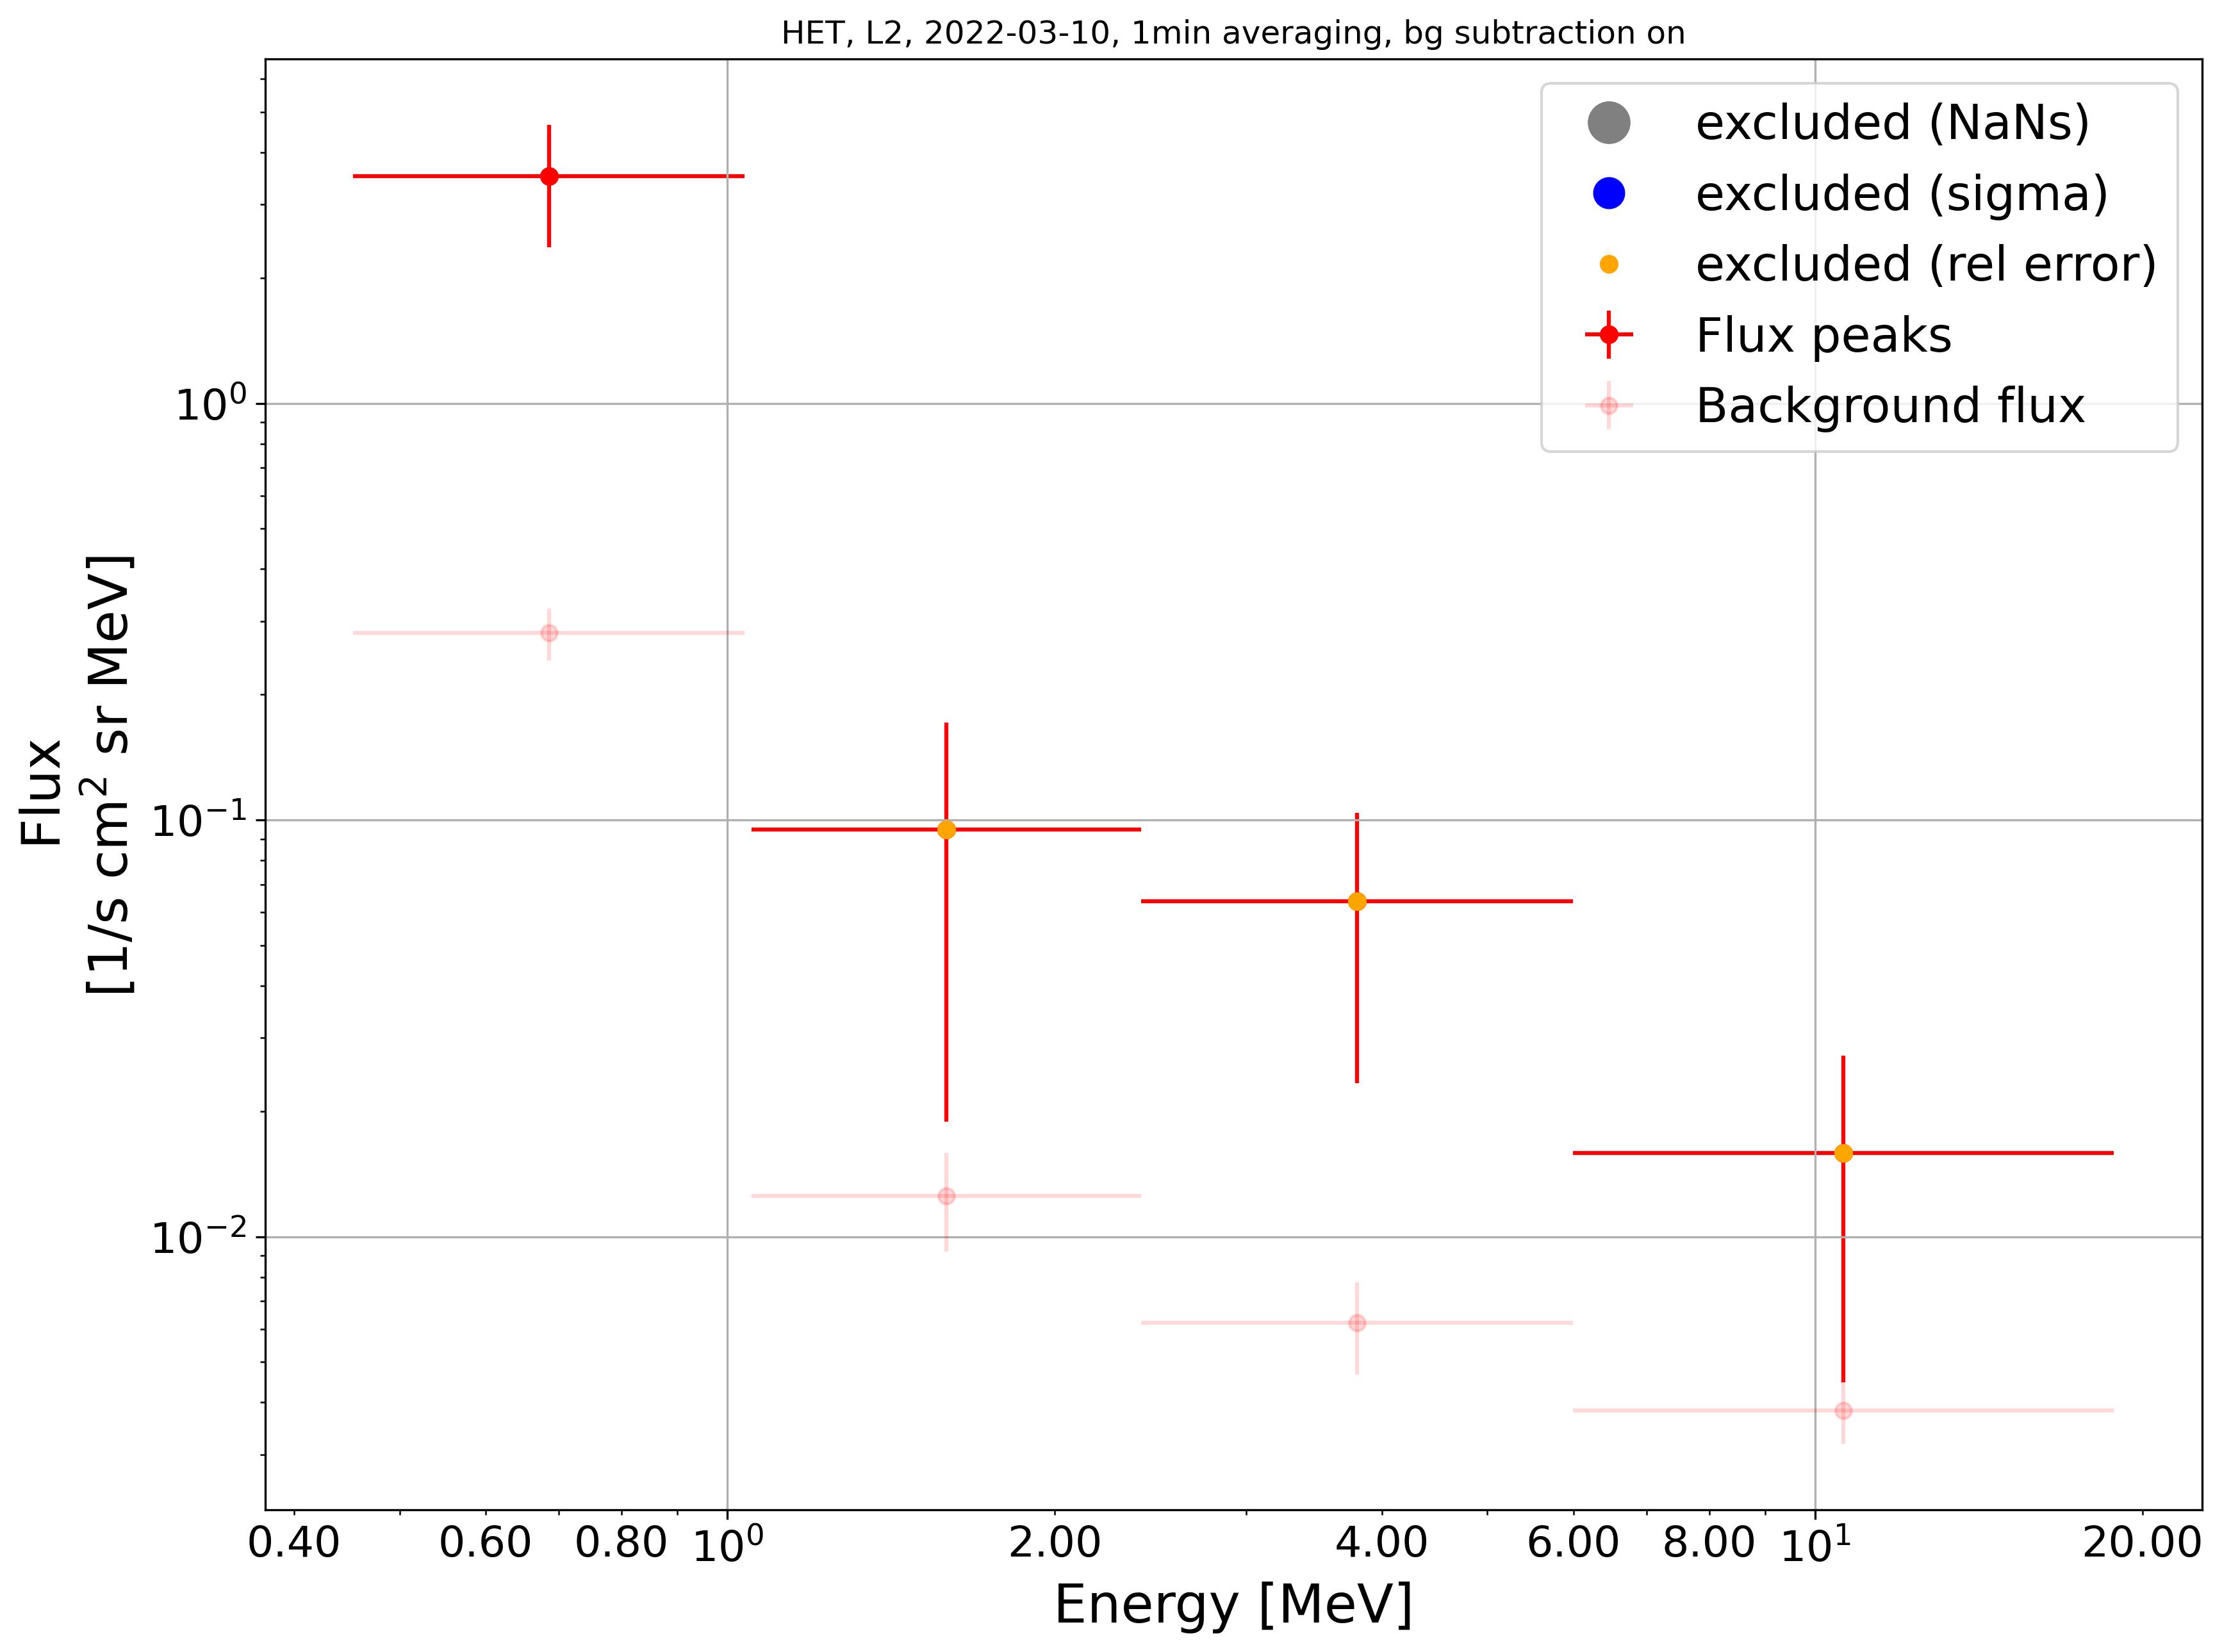 HET, L2, 2022-03-10, 1min averaging, bg subtraction on
excluded (NaNs)
excluded (sigma)
excluded (rel error)
Flux peaks
Background flux
10⁰
10⁻¹
10⁻²
Flux
[1/s cm² sr MeV]
0.40 0.60 0.80 10⁰ 2.00 4.00 6.00 8.00 10¹ 20.00
Energy [MeV]